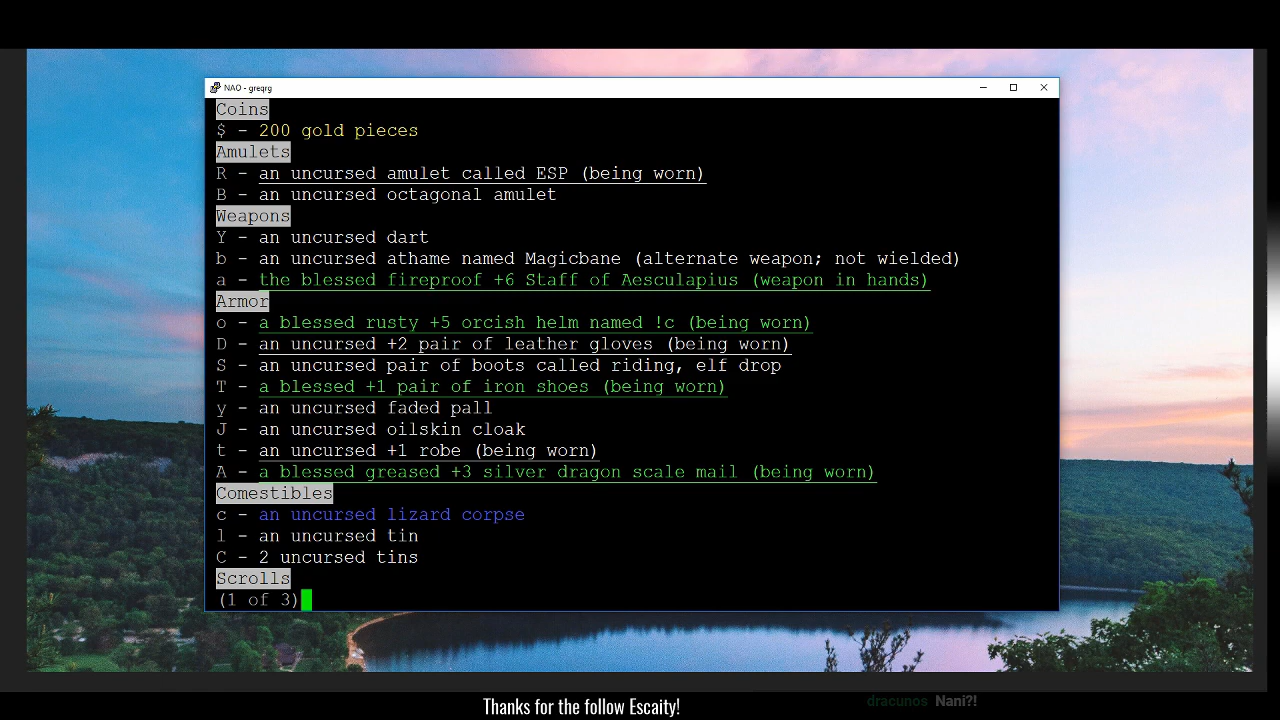 NAO - greqrg
Coins
$ - 200 gold pieces
Amulets
R - an uncursed amulet called ESP (being worn)
B - an uncursed octagonal amulet
Weapons
Y - an uncursed dart
b - an uncursed athame named Magicbane (alternate weapon; not wielded)
a - the blessed fireproof +6 Staff of Aesculapius (weapon in hands)
Armor
o - a blessed rusty +5 orcish helm named !c (being worn)
D - an uncursed +2 pair of leather gloves (being worn)
S - an uncursed pair of boots called riding, elf drop
T - a blessed +1 pair of iron shoes (being worn)
y - an uncursed faded pall
J - an uncursed oilskin cloak
t - an uncursed +1 robe (being worn)
A - a blessed greased +3 silver dragon scale mail (being worn)
Comestibles
c - an uncursed lizard corpse
l - an uncursed tin
C - 2 uncursed tins
Scrolls
(1 of 3)
Thanks for the follow Escaity!
dracunos Nani?!